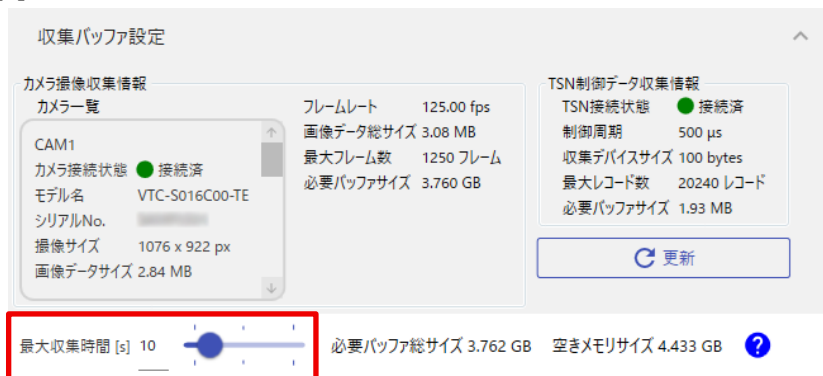 収集バッファ設定
カメラ撮像収集情報
カメラ一覧
CAM1
カメラ接続状態 接続済
モデル名 VTC-S016C00-TE
シリアルNo.
撮像サイズ 1076 x 922 px
画像データサイズ 2.84 MB
フレームレート 125.00 fps
画像データ総サイズ 3.08 MB
最大フレーム数 1250 フレーム
必要バッファサイズ 3.760 GB
TSN制御データ収集情報
TSN接続状態 接続済
制御周期 500 μs
収集デバイスサイズ 100 bytes
最大レコード数 20240 レコード
必要バッファサイズ 1.93 MB
更新
最大収集時間 [s] 10
必要バッファ総サイズ 3.762 GB 空きメモリサイズ 4.433 GB ?